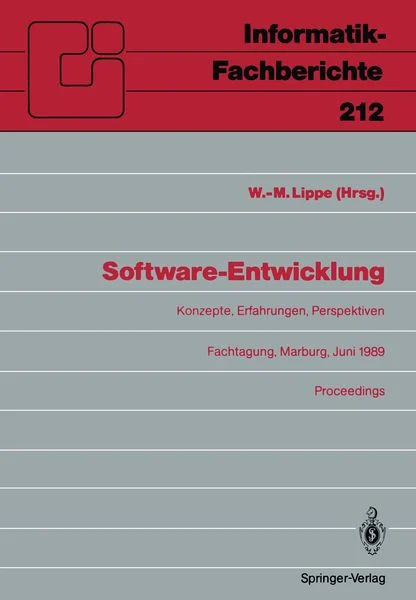 Informatik-
Fachberichte
212
W.-M. Lippe (Hrsg.)
Software-Entwicklung
Konzepte, Erfahrungen, Perspektiven
Fachtagung, Marburg, Juni 1989
Proceedings
Springer-Verlag